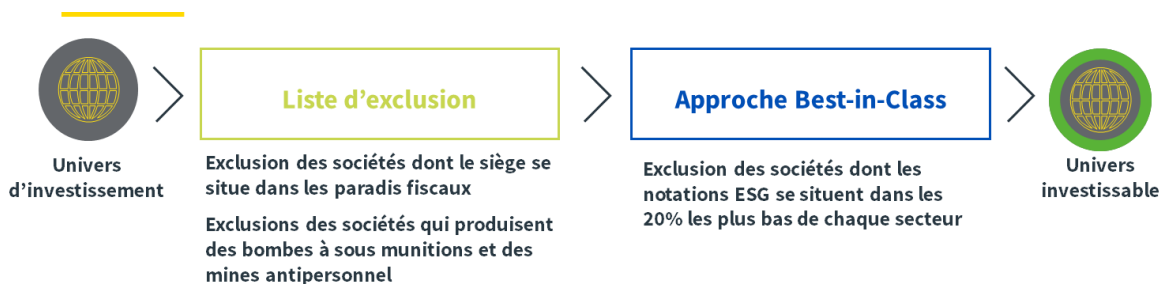 Univers
d’investissement
Liste d’exclusion
Exclusion des sociétés dont le siège se
situe dans les paradis fiscaux
Exclusions des sociétés qui produisent
des bombes à sous munitions et des
mines antipersonnel
Approche Best-in-Class
Exclusion des sociétés dont les
notations ESG se situent dans les
20% les plus bas de chaque secteur
Univers
investissable